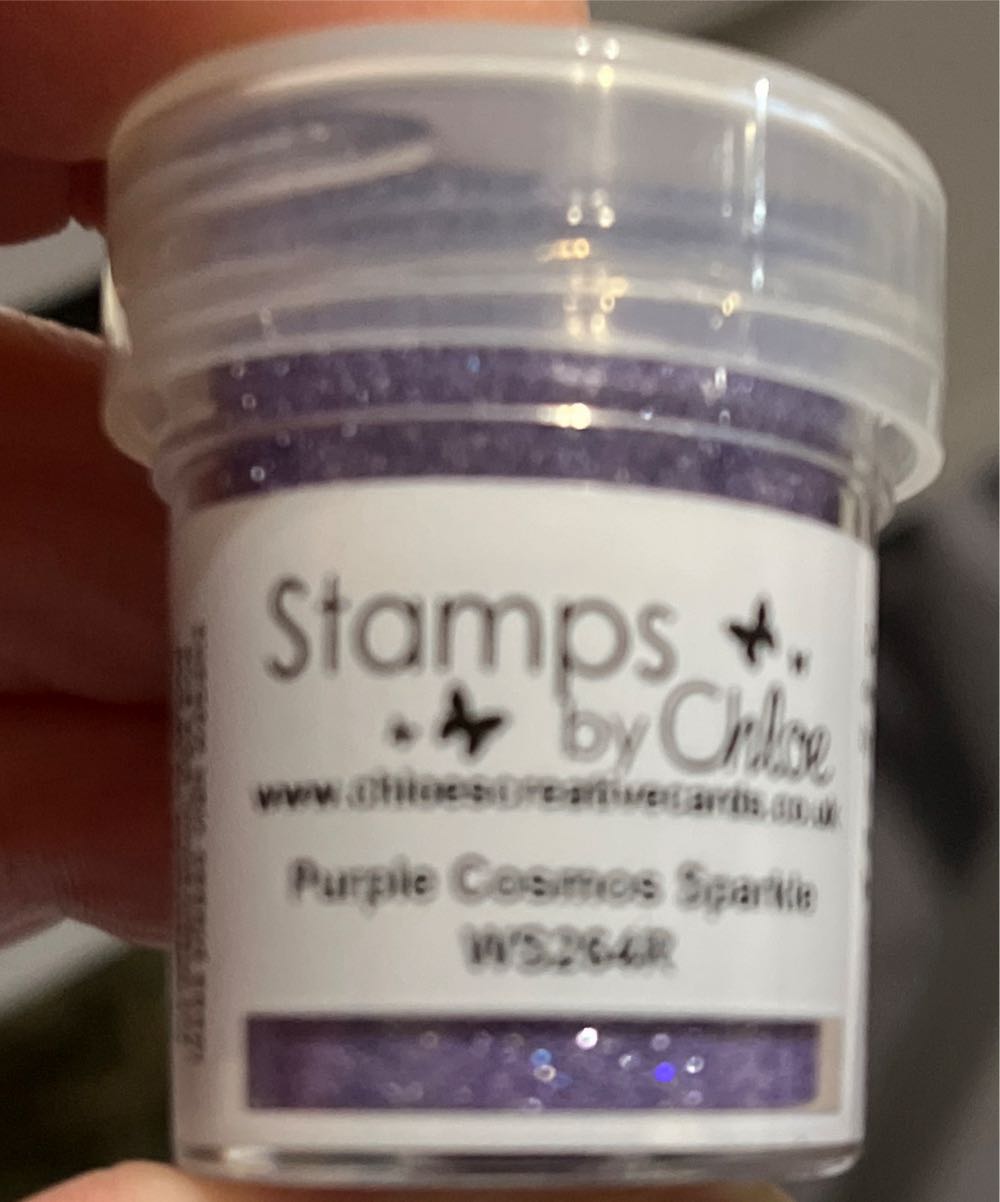 Stamps
by Chloe
www.chloescreativecards.co.uk
Purple Cosmos Sparkle
WS264R